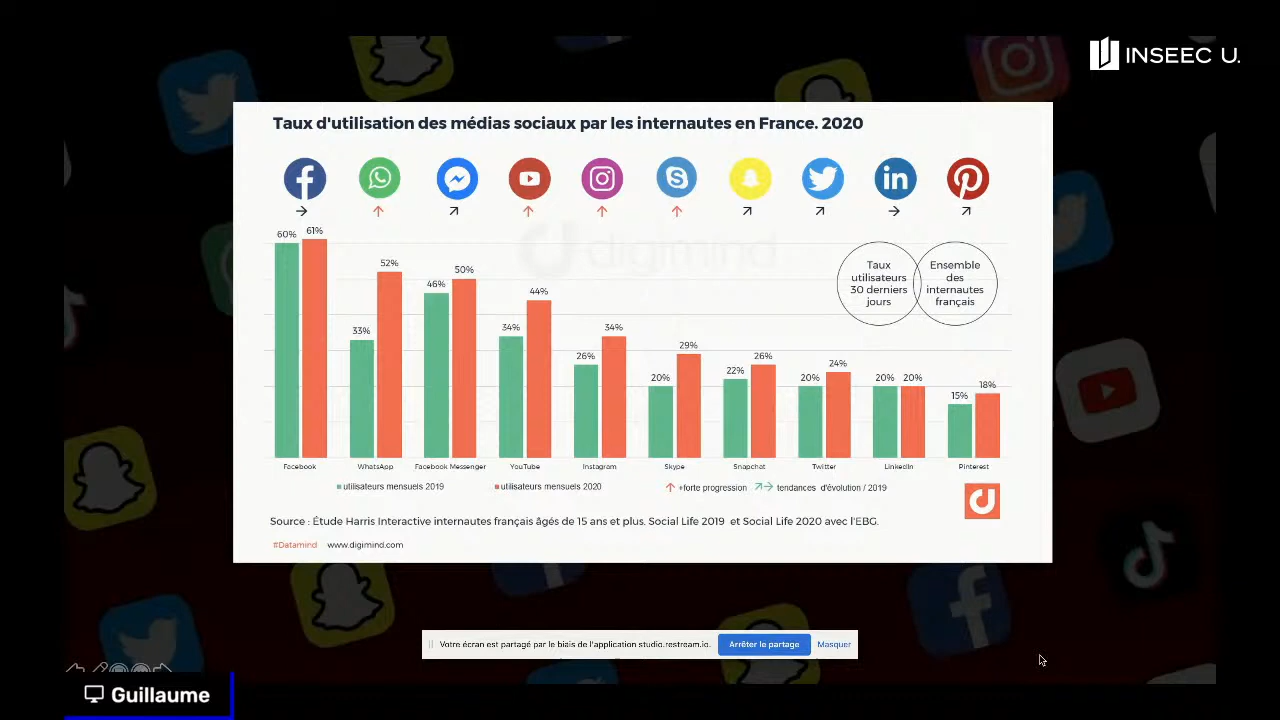 INSEEC U.
Taux d'utilisation des médias sociaux par les internautes en France. 2020
digimind
60% 61%
33% 52%
46% 50%
34% 44%
26% 34%
20% 29%
22% 26%
20% 24%
20% 20%
15% 18%
Taux
utilisateurs
30 derniers
jours
Ensemble
des
internautes
français
Facebook WhatsApp Facebook Messenger YouTube Instagram Skype Snapchat Twitter LinkedIn Pinterest
utilisateurs mensuels 2019 utilisateurs mensuels 2020 +forte progression tendances d'évolution / 2019
Source : Étude Harris Interactive internautes français âgés de 15 ans et plus. Social Life 2019 et Social Life 2020 avec l'EBG.
#Datamind www.digimind.com
Votre écran est partagé par le biais de l'application studio.restream.io. Arrêter le partage Masquer
Guillaume